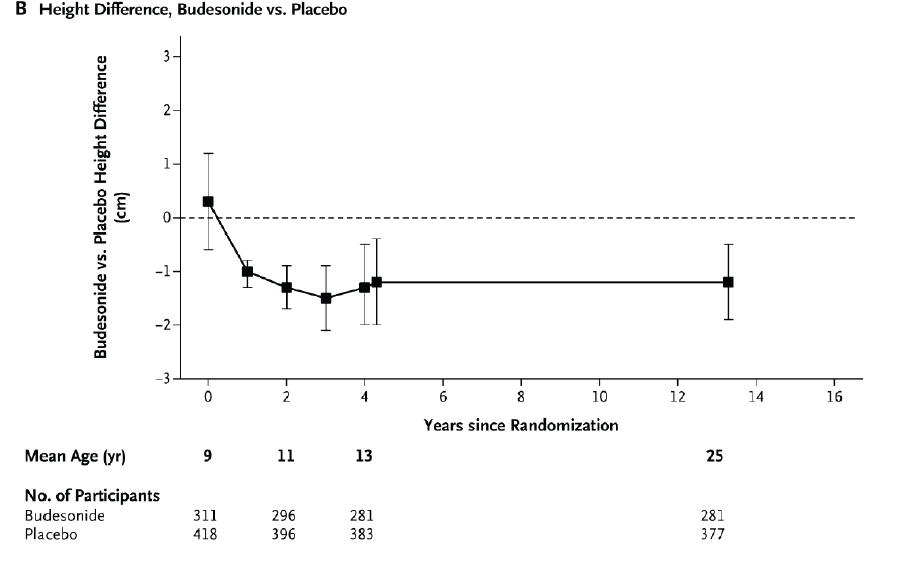 B Height Difference, Budesonide vs. Placebo
Budesonide vs. Placebo Height Difference
(cm)
3
2
1
0
−1
−2
−3
0 2 4 6 8 10 12 14 16
Years since Randomization
Mean Age (yr) 9 11 13 25
No. of Participants
Budesonide 311 296 281 281
Placebo 418 396 383 377